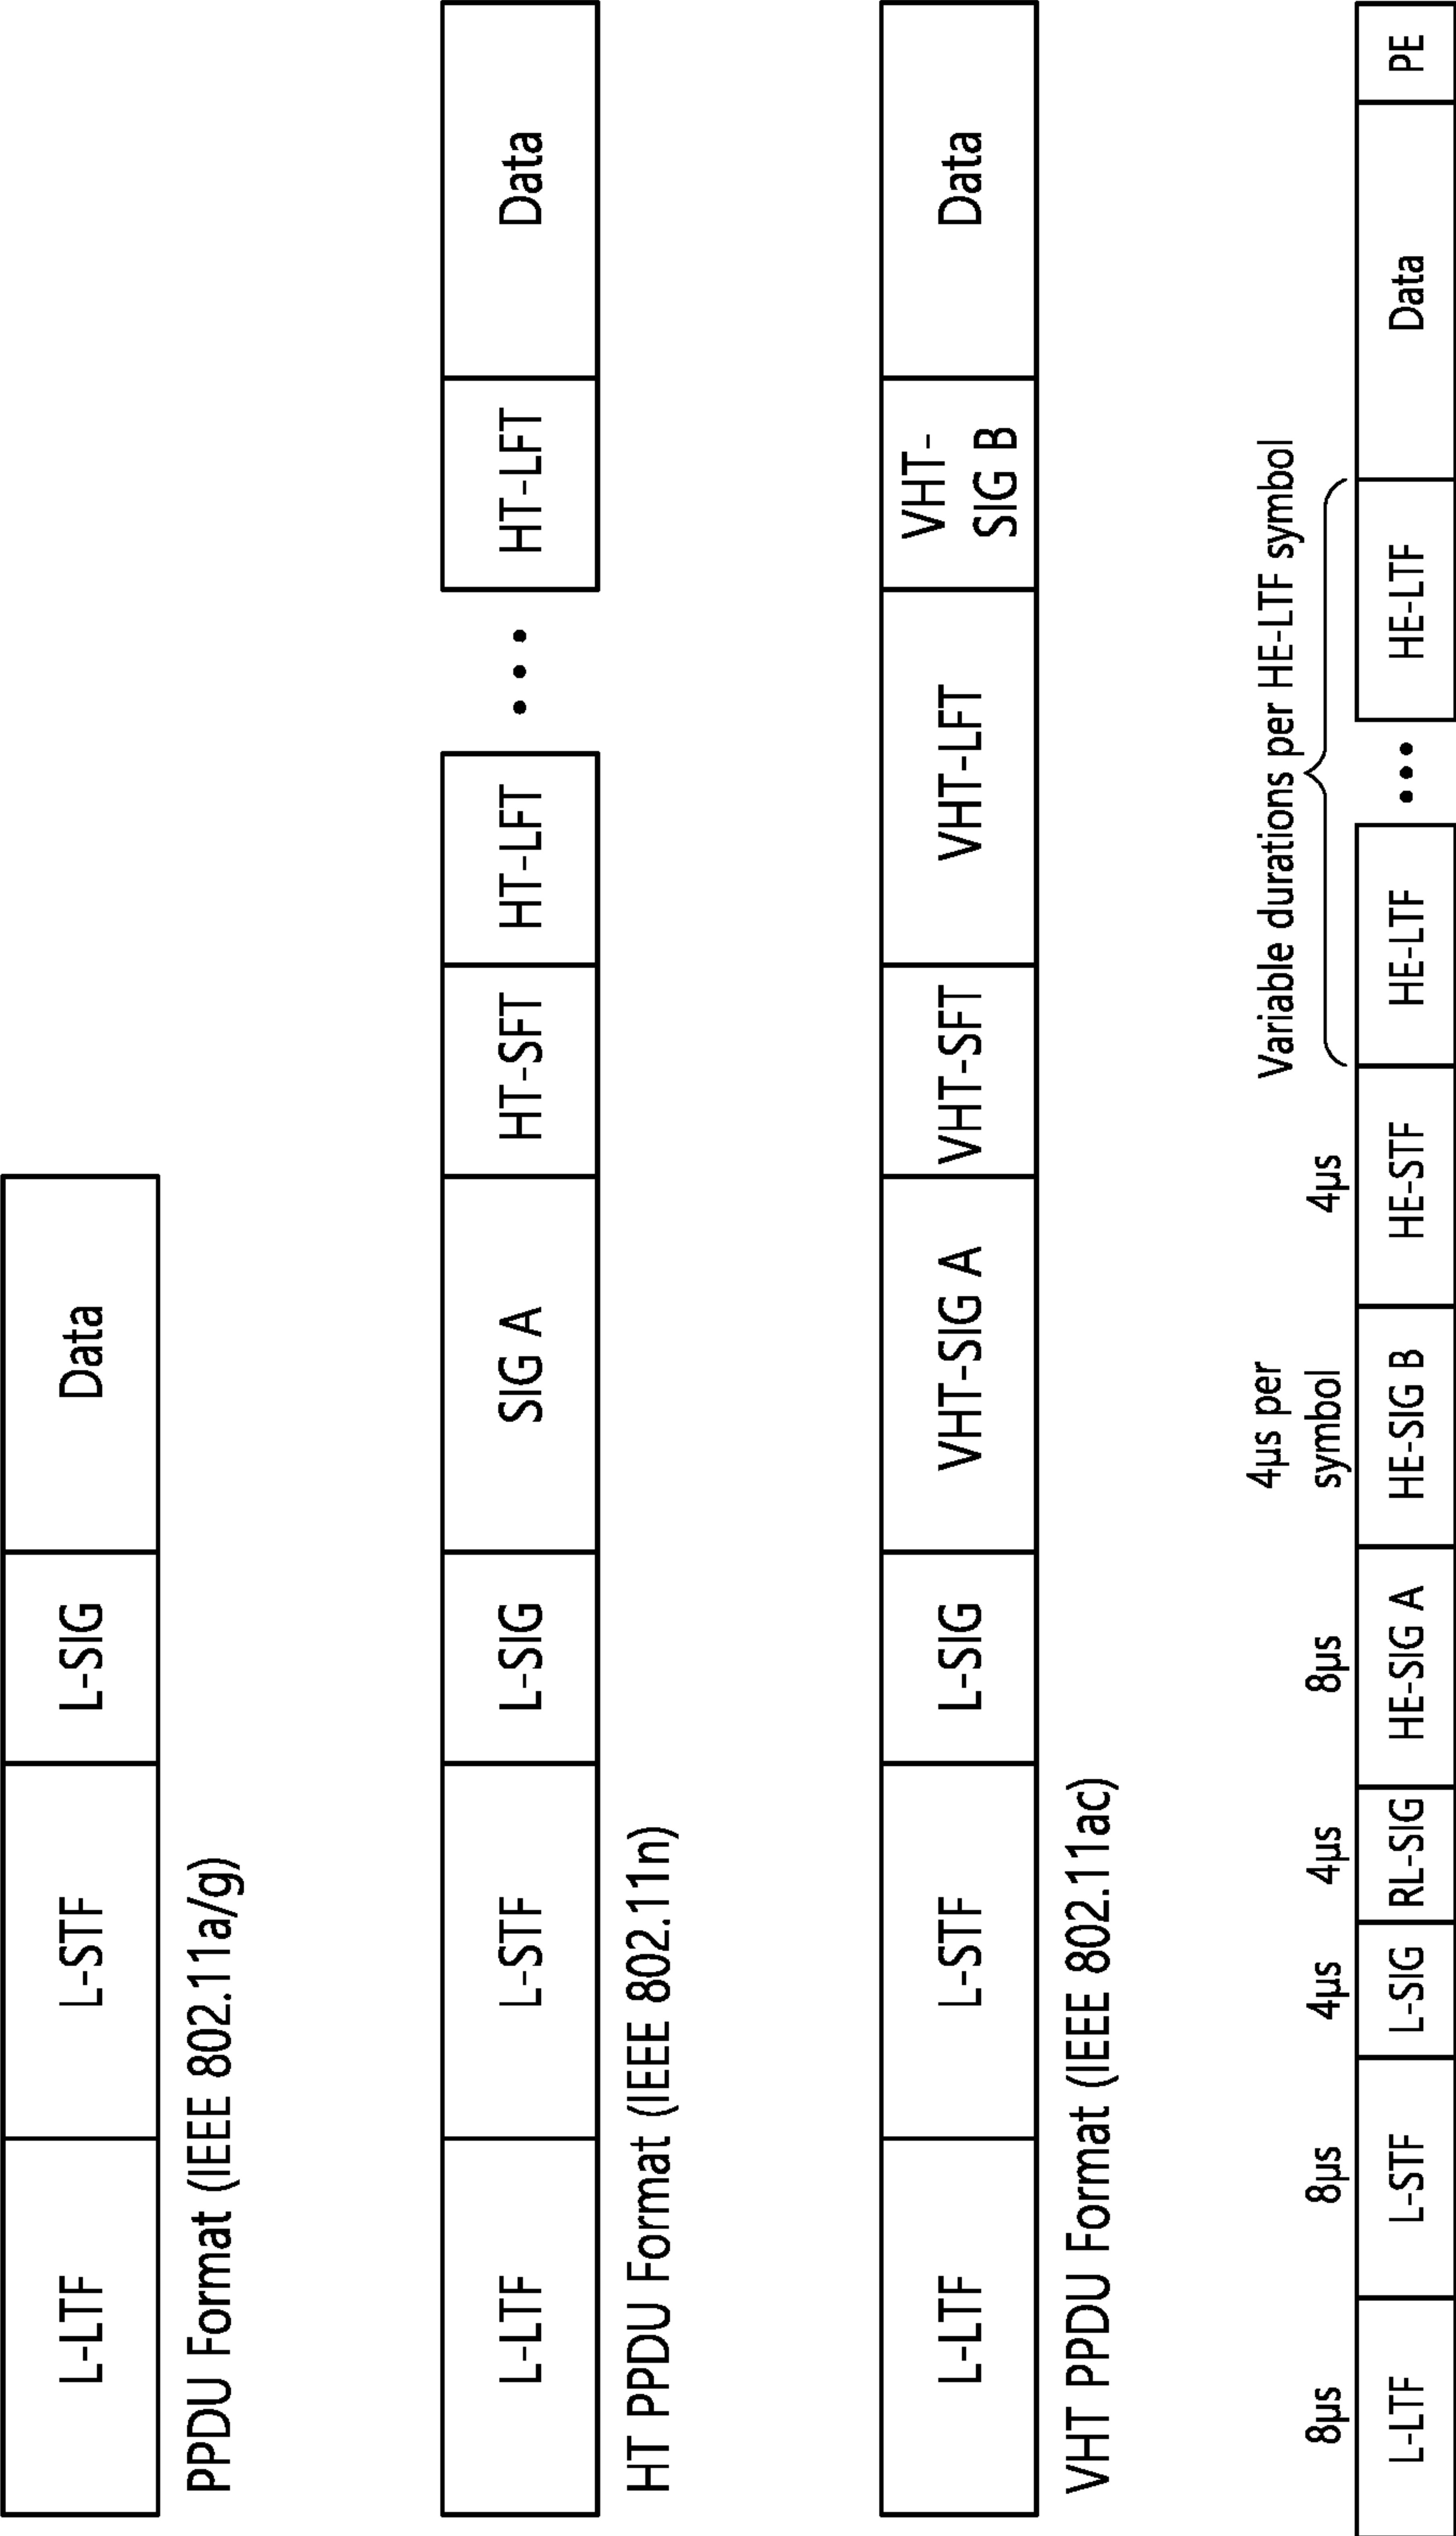 L-LTF
L-STF
L-SIG
Data
PPDU Format (IEEE 802.11a/g)
L-LTF
L-STF
L-SIG
SIG A
HT-SFT
HT-LFT
• • •
HT-LFT
Data
HT PPDU Format (IEEE 802.11n)
L-LTF
L-STF
L-SIG
VHT-SIG A
VHT-SFT
VHT-LFT
VHT-
SIG B
Data
VHT PPDU Format (IEEE 802.11ac)
8µs
8µs
4µs
4µs
8µs
4µs per
symbol
4µs
Variable durations per HE-LTF symbol
L-LTF
L-STF
L-SIG
RL-SIG
HE-SIG A
HE-SIG B
HE-STF
HE-LTF
•••
HE-LTF
Data
PE